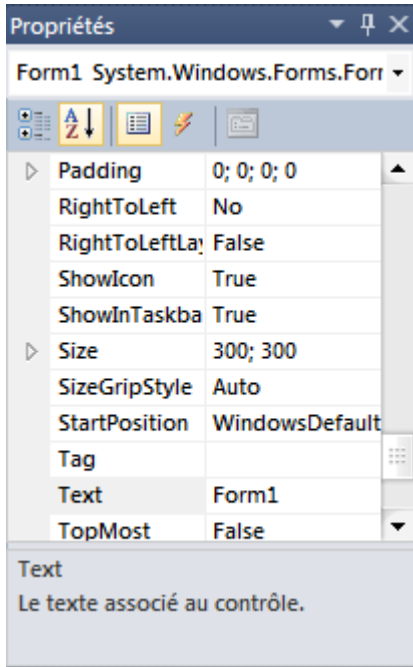 Propriétés
Form1 System.Windows.Forms.Forr
Padding 0; 0; 0; 0
RightToLeft No
RightToLeftLay False
ShowIcon True
ShowInTaskba True
Size 300; 300
SizeGripStyle Auto
StartPosition WindowsDefault
Tag
Text Form1
TopMost False
Text
Le texte associé au contrôle.